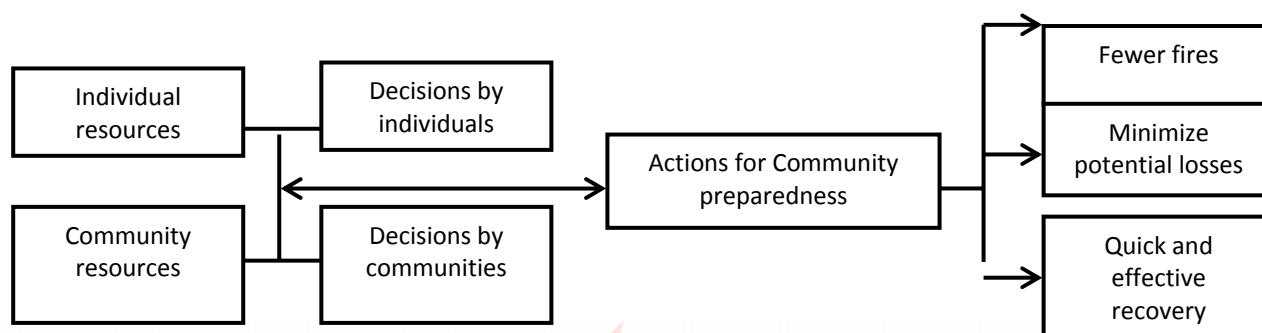 Individual
resources
Decisions by
individuals
Community
resources
Decisions by
communities
Actions for Community
preparedness
Fewer fires
Minimize
potential losses
Quick and
effective
recovery